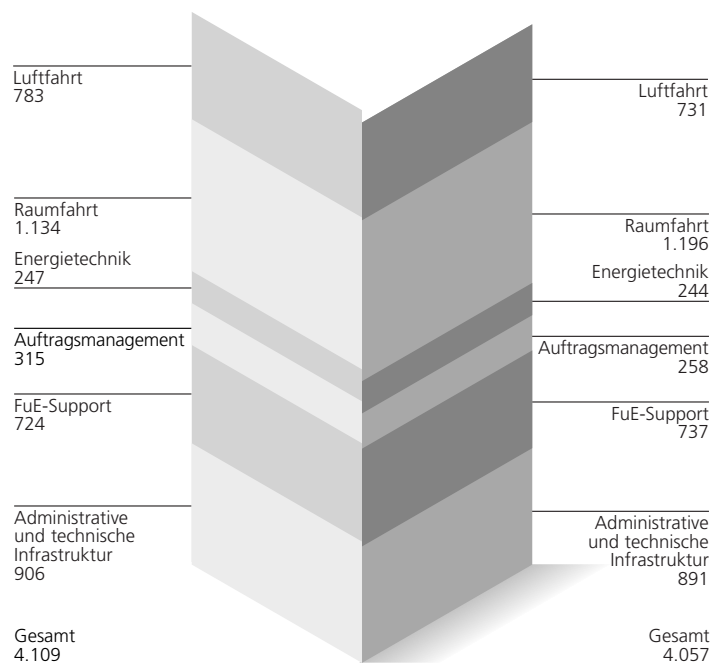 Luftfahrt
783
Raumfahrt
1.134
Energietechnik
247
Auftragsmanagement
315
FuE-Support
724
Administrative
und technische
Infrastruktur
906
Gesamt
4.109
Luftfahrt
731
Raumfahrt
1.196
Energietechnik
244
Auftragsmanagement
258
FuE-Support
737
Administrative
und technische
Infrastruktur
891
Gesamt
4.057